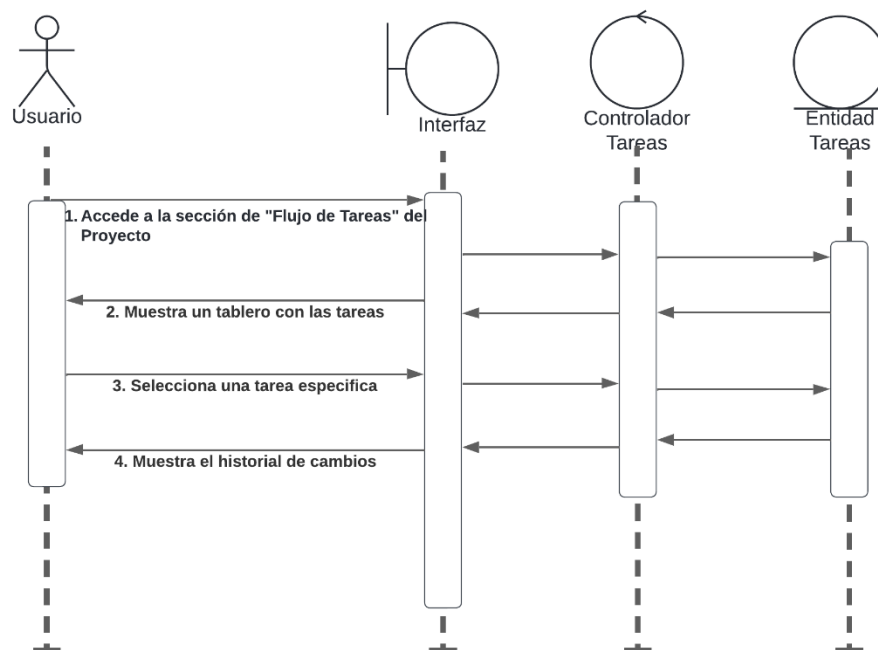 Usuario
Interfaz
Controlador
Tareas
Entidad
Tareas
1. Accede a la sección de "Flujo de Tareas" del
Proyecto
2. Muestra un tablero con las tareas
3. Selecciona una tarea especifica
4. Muestra el historial de cambios